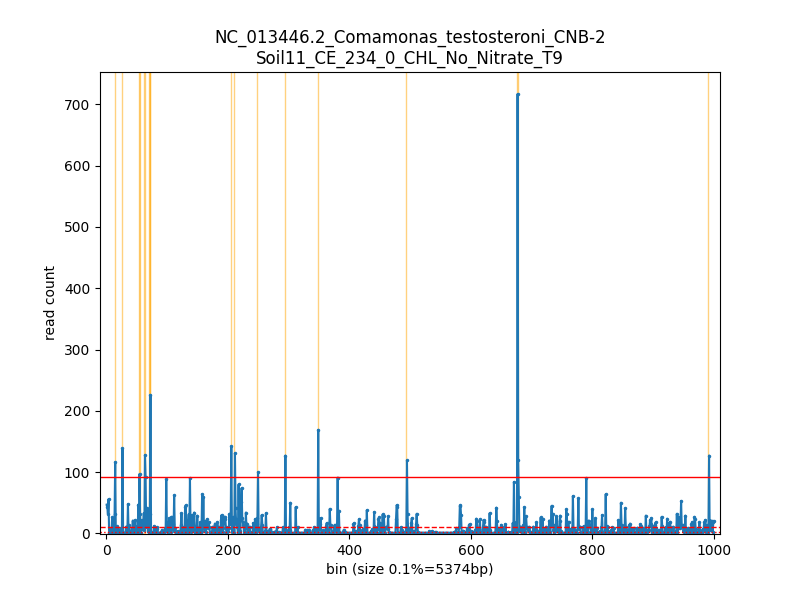 NC_013446.2_Comamonas_testosteroni_CNB-2
Soil11_CE_234_0_CHL_No_Nitrate_T9
700
600
500
400
300
200
100
0
read count
0 200 400 600 800 1000
bin (size 0.1%=5374bp)